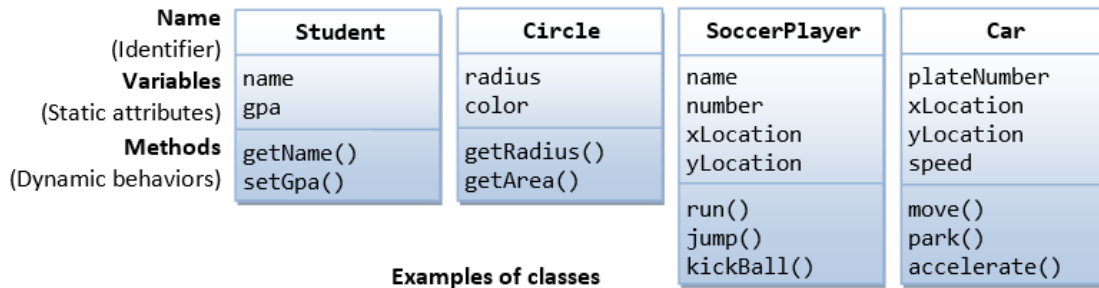 Name
(Identifier)
Variables
(Static attributes)
Methods
(Dynamic behaviors)
Student
name
gpa
getName()
setGpa()
Circle
radius
color
getRadius()
getArea()
SoccerPlayer
name
number
xLocation
yLocation
run()
jump()
kickBall()
Car
plateNumber
xLocation
yLocation
speed
move()
park()
accelerate()
Examples of classes